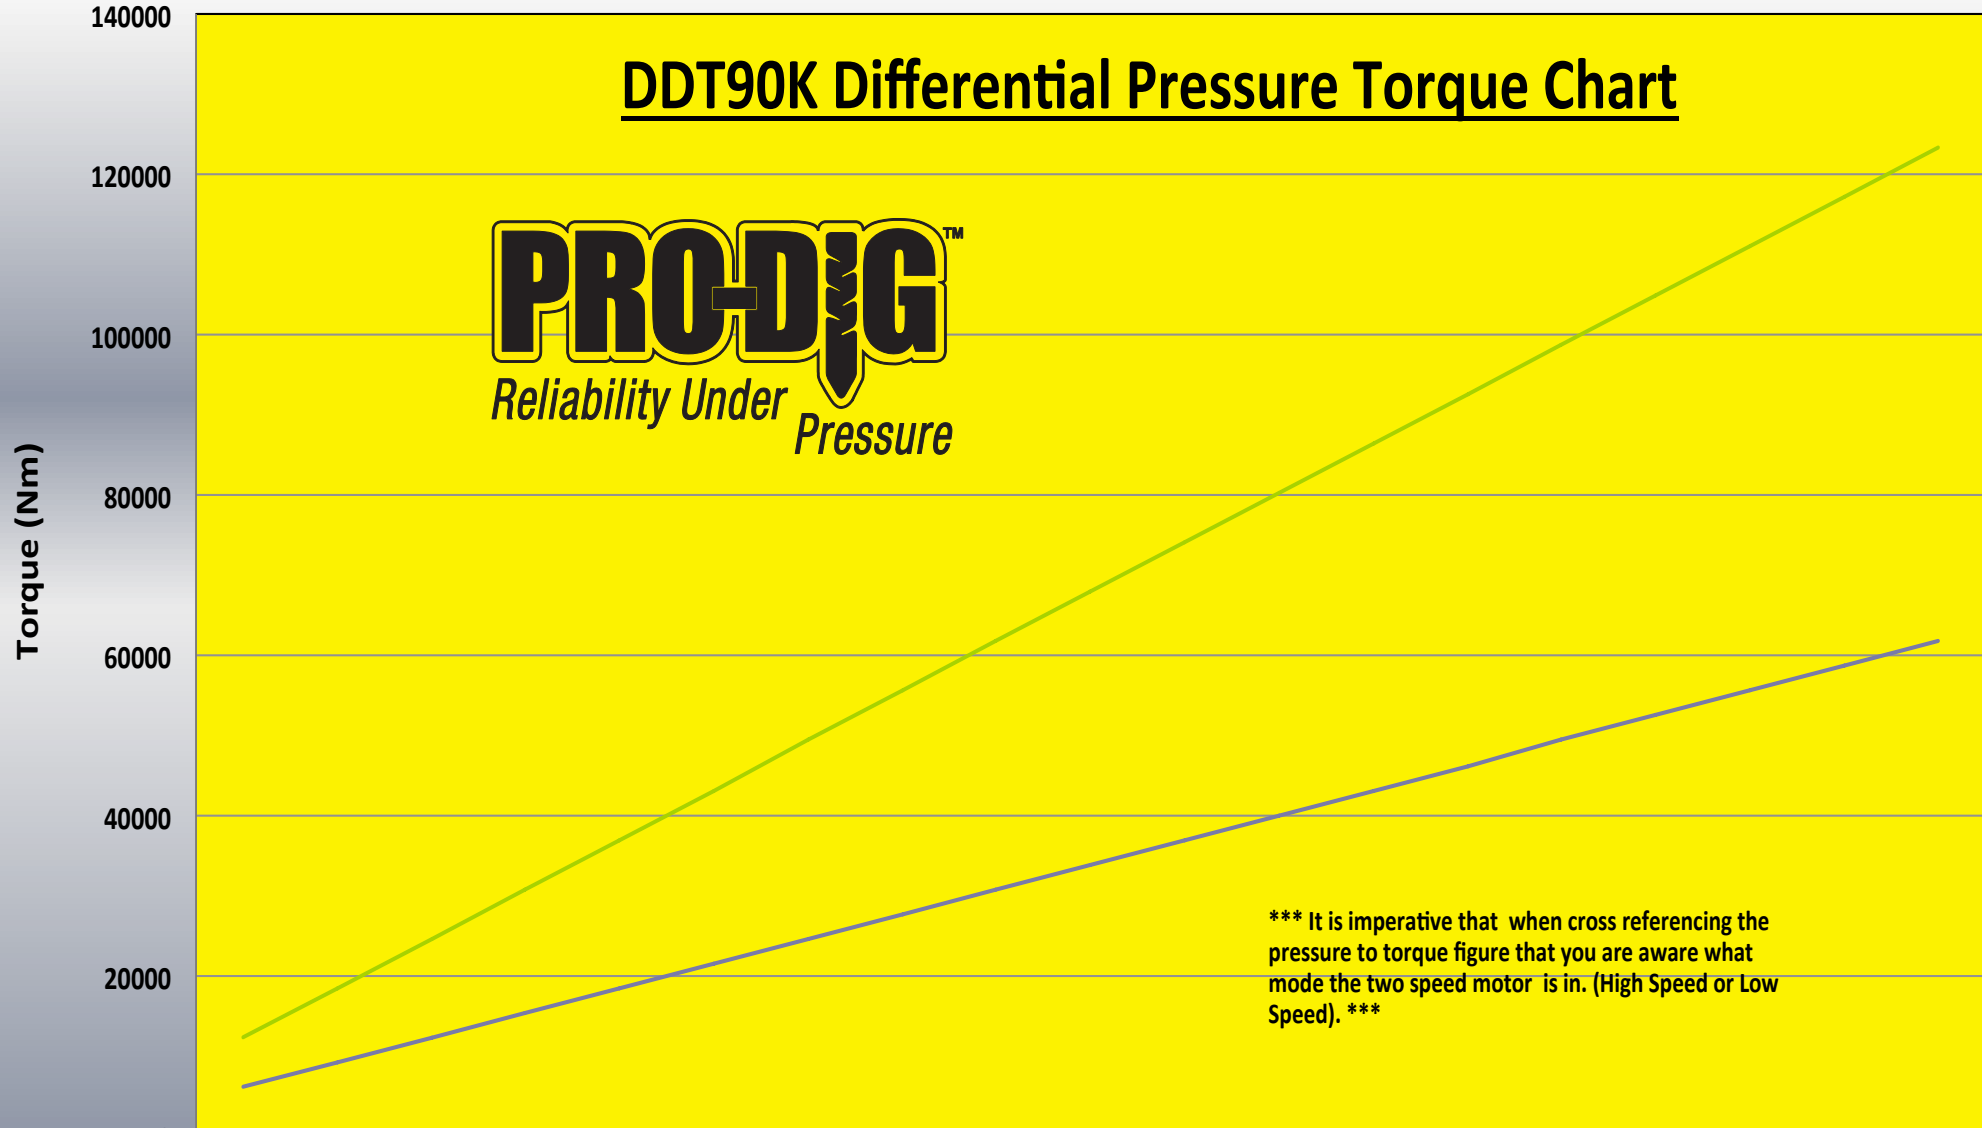 DDT90K Differential Pressure Torque Chart
140000
120000
100000
80000
60000
40000
20000
Torque (Nm)
PRO-DIG™
Reliability Under
Pressure
*** It is imperative that when cross referencing the
pressure to torque figure that you are aware what
mode the two speed motor is in. (High Speed or Low
Speed). ***